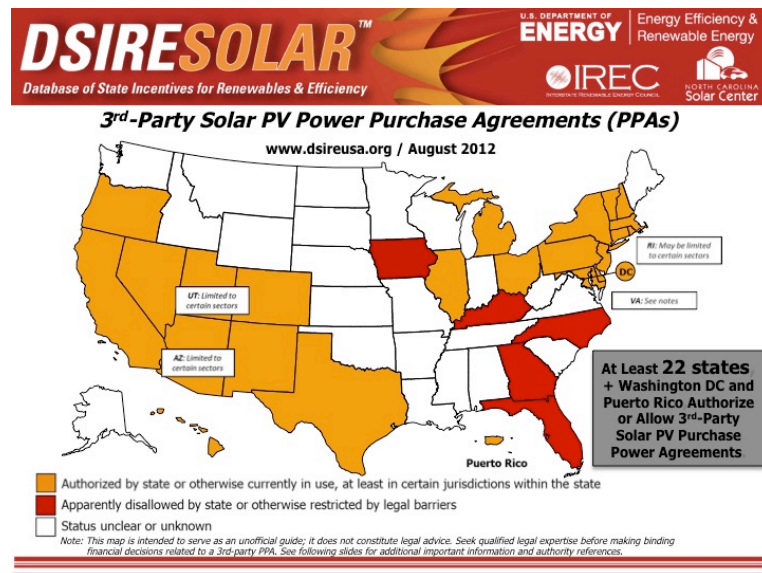 DSIRESOLAR™
Database of State Incentives for Renewables & Efficiency
U.S. DEPARTMENT OF
ENERGY
Energy Efficiency &
Renewable Energy
IREC
INTERSTATE RENEWABLE ENERGY COUNCIL
NORTH CAROLINA
Solar Center
3rd-Party Solar PV Power Purchase Agreements (PPAs)
www.dsireusa.org / August 2012
RI: May be limited
to certain sectors
DC
UT: Limited to
certain sectors
VA: See notes
AZ: Limited to
certain sectors
At Least 22 states
+ Washington DC and
Puerto Rico Authorize
or Allow 3rd-Party
Solar PV Purchase
Power Agreements
Puerto Rico
Authorized by state or otherwise currently in use, at least in certain jurisdictions within the state
Apparently disallowed by state or otherwise restricted by legal barriers
Status unclear or unknown
Note: This map is intended to serve as an unofficial guide; it does not constitute legal advice. Seek qualified legal expertise before making binding
financial decisions related to a 3rd-party PPA. See following slides for additional important information and authority references.